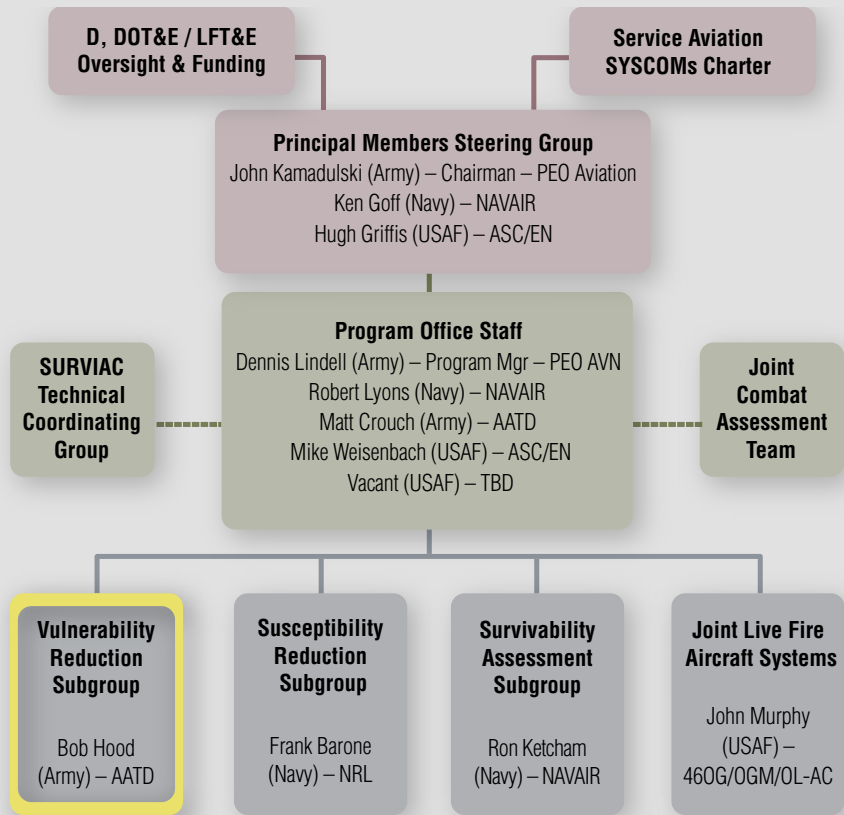 D, DOT&E / LFT&E
Oversight & Funding
Service Aviation
SYSCOMs Charter
Principal Members Steering Group
John Kamadulski (Army) – Chairman – PEO Aviation
Ken Goff (Navy) – NAVAIR
Hugh Griffis (USAF) – ASC/EN
SURVIAC
Technical
Coordinating
Group
Program Office Staff
Dennis Lindell (Army) – Program Mgr – PEO AVN
Robert Lyons (Navy) – NAVAIR
Matt Crouch (Army) – AATD
Mike Weisenbach (USAF) – ASC/EN
Vacant (USAF) – TBD
Joint
Combat
Assessment
Team
Vulnerability
Reduction
Subgroup
Bob Hood
(Army) – AATD
Susceptibility
Reduction
Subgroup
Frank Barone
(Navy) – NRL
Survivability
Assessment
Subgroup
Ron Ketcham
(Navy) – NAVAIR
Joint Live Fire
Aircraft Systems
John Murphy
(USAF) –
46OG/OGM/OL-AC